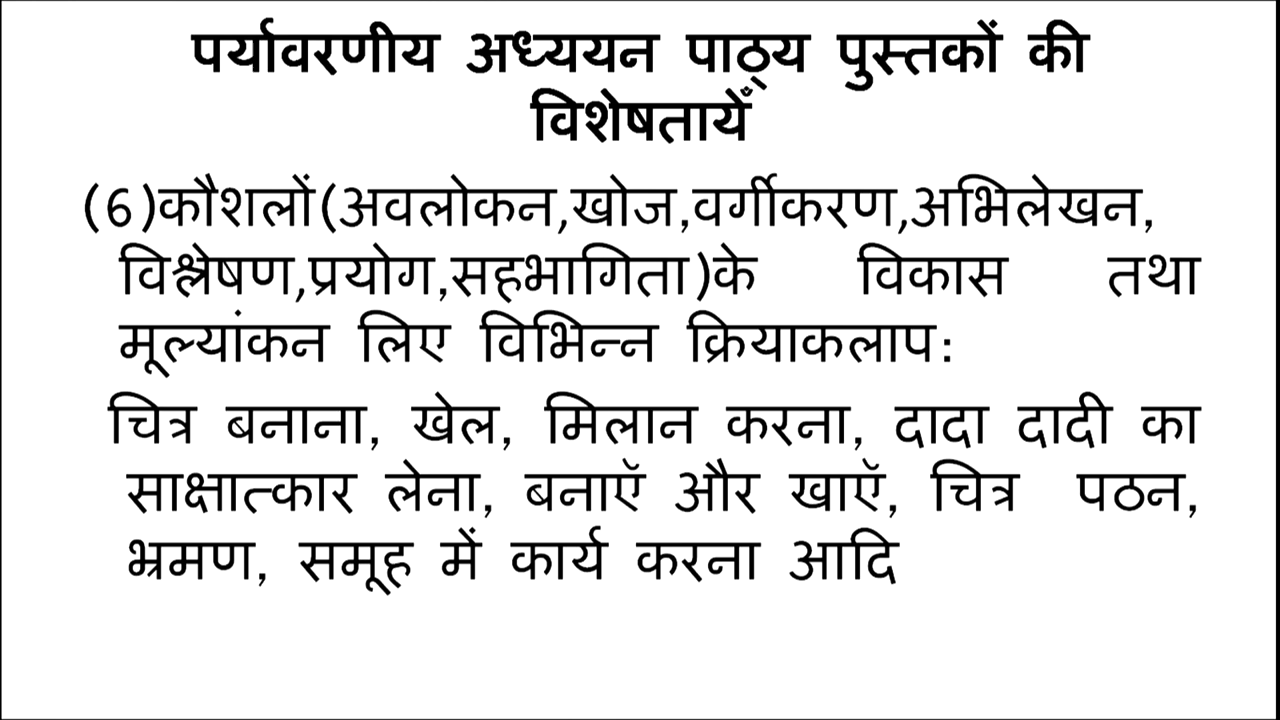 पर्यावरणीय अध्ययन पाठ्य पुस्तकों की
विशेषतायेँ
(6)कौशलों(अवलोकन,खोज,वर्गीकरण,अभिलेखन,
विश्लेषण,प्रयोग,सहभागिता)के विकास तथा
मूल्यांकन लिए विभिन्न क्रियाकलाप:
चित्र बनाना, खेल, मिलान करना, दादा दादी का
साक्षात्कार लेना, बनाऍ और खाऍ, चित्र पठन,
भ्रमण, समूह में कार्य करना आदि